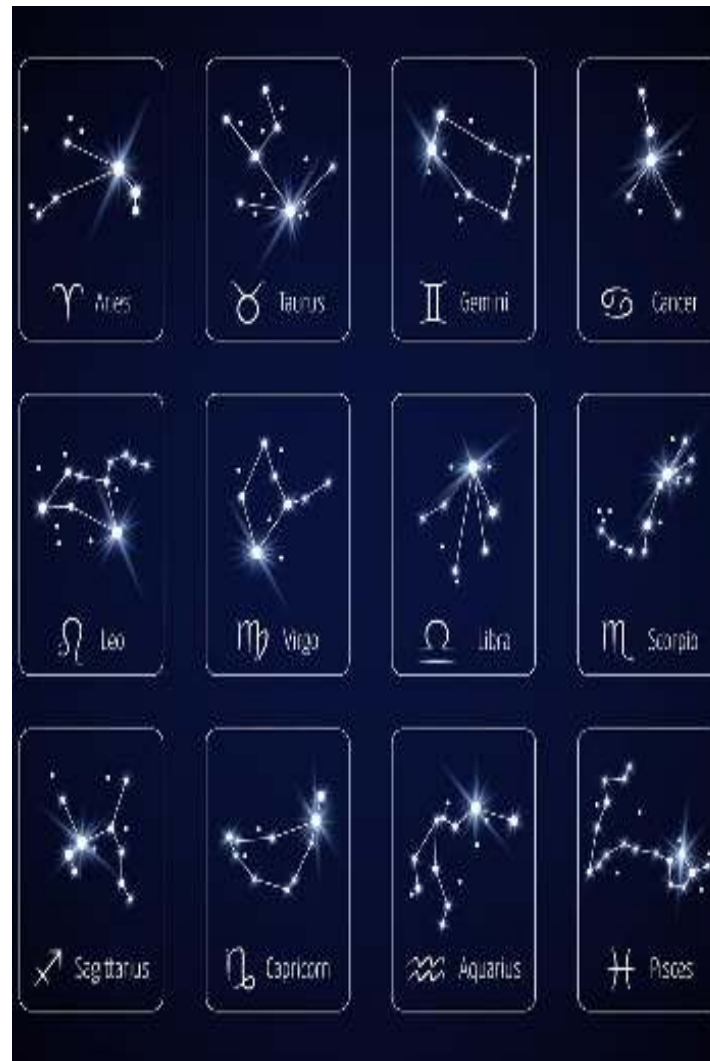 ♈ Aries
♉ Taurus
♊ Gemini
♋ Cancer
♌ Leo
♍ Virgo
♎ Libra
♏ Scorpio
♐ Sagittarius
♑ Capricorn
♒ Aquarius
♓ Pisces